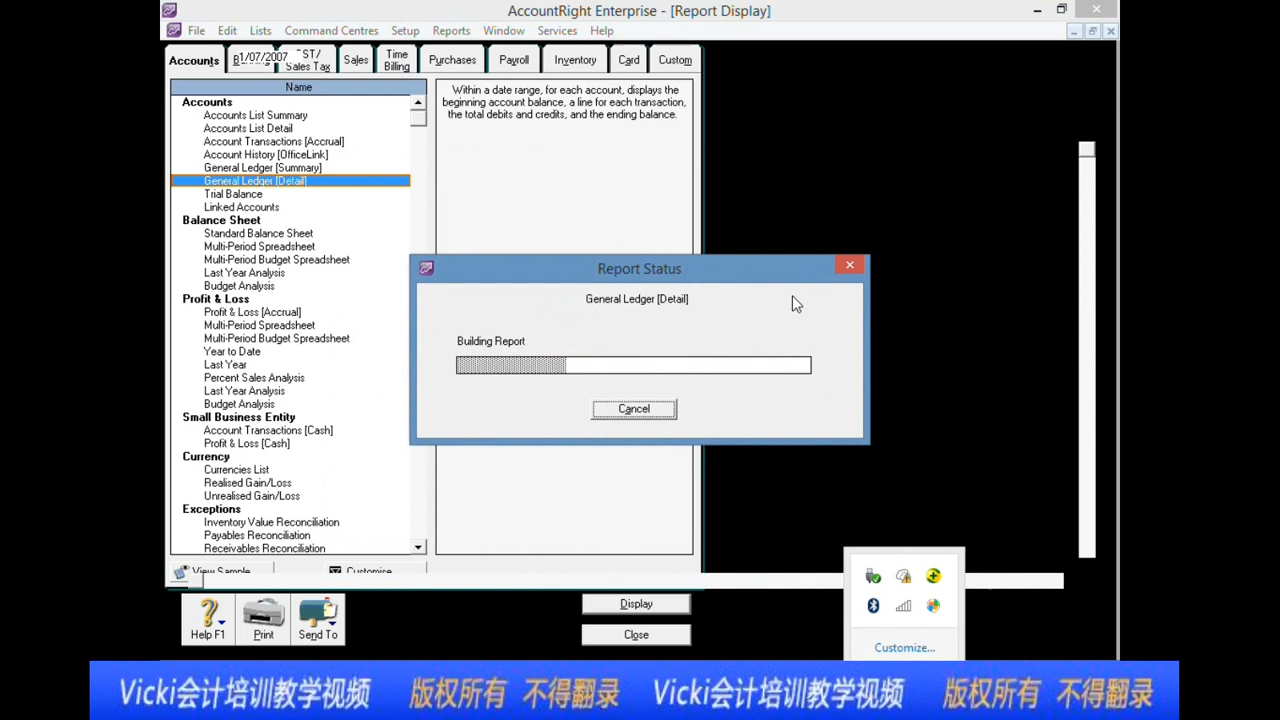 AccountRight Enterprise - [Report Display]
File Edit Lists Command Centres Setup Reports Window Services Help
Accounts 1/07/2007 GST/ Sales Tax Sales Time Billing Purchases Payroll Inventory Card Custom
Name
Accounts
Accounts List Summary
Accounts List Detail
Account Transactions [Accrual]
Account History [OfficeLink]
General Ledger [Summary]
General Ledger [Detail]
Trial Balance
Linked Accounts
Balance Sheet
Standard Balance Sheet
Multi-Period Spreadsheet
Multi-Period Budget Spreadsheet
Last Year Analysis
Budget Analysis
Profit & Loss
Profit & Loss [Accrual]
Multi-Period Spreadsheet
Multi-Period Budget Spreadsheet
Year to Date
Last Year
Percent Sales Analysis
Last Year Analysis
Budget Analysis
Small Business Entity
Account Transactions [Cash]
Profit & Loss [Cash]
Currency
Currencies List
Realised Gain/Loss
Unrealised Gain/Loss
Exceptions
Inventory Value Reconciliation
Payables Reconciliation
Receivables Reconciliation
View Sample Customise
Within a date range, for each account, displays the
beginning account balance, a line for each transaction,
the total debits and credits, and the ending balance.
Report Status
General Ledger [Detail]
Building Report
Cancel
Help F1 Print Send To
Display
Close
Customize...
Vicki会计培训教学视频 版权所有 不得翻录 Vicki会计培训教学视频 版权所有 不得翻录